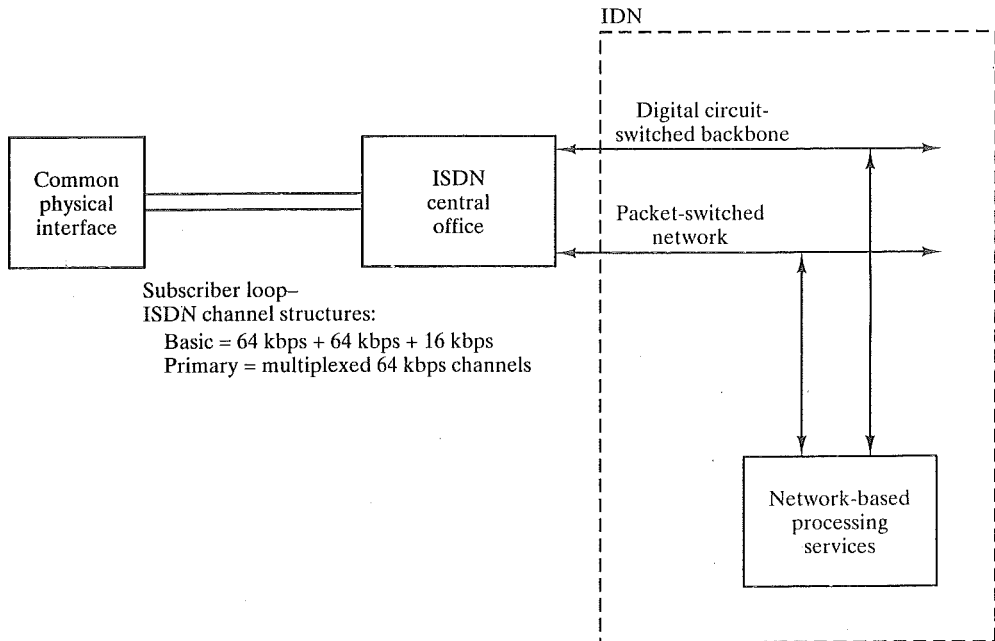 IDN
Digital circuit-
switched backbone
Common
physical
interface
ISDN
central
office
Packet-switched
network
Subscriber loop–
ISDN channel structures:
Basic = 64 kbps + 64 kbps + 16 kbps
Primary = multiplexed 64 kbps channels
Network-based
processing
services